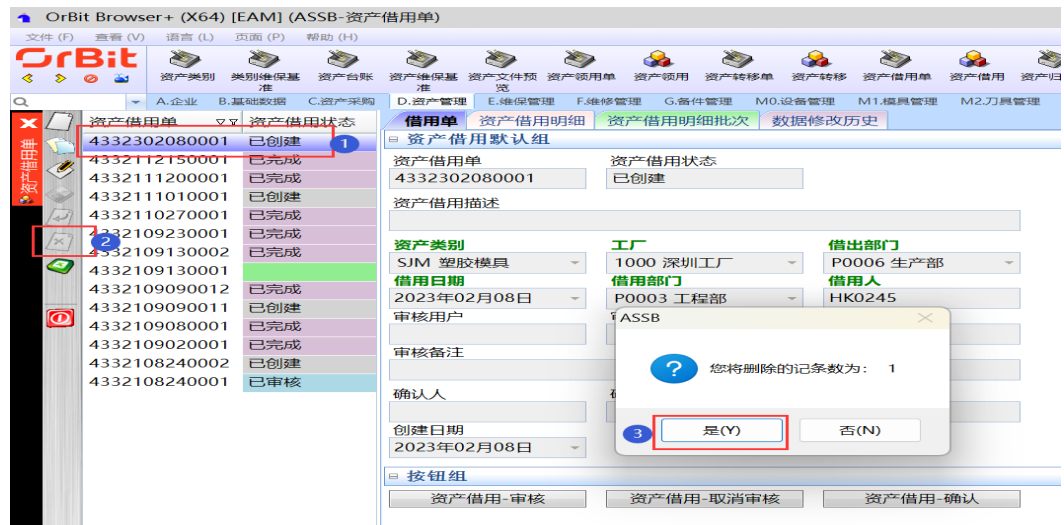 OrBit Browser+ (X64) [EAM] (ASSB-资产借用单)
文件 (F) 查看 (V) 语言 (L) 页面 (P) 帮助 (H)
OrBit
资产类别 类别维保基准 资产台账 资产维保基准 资产文件预览 资产领用单 资产领用 资产转移单 资产转移 资产借用单 资产借用 资产归
A.企业 B.基础数据 C.资产采购 D.资产管理 E.维保管理 F.维修管理 G.备件管理 M0.设备管理 M1.模具管理 M2.刀具管理
资产借用单
资产借用单 资产借用状态
4332302080001 已创建 1
4332112150001 已完成
4332111200001 已完成
4332111010001 已创建
4332110270001 已完成
2
4332109230001 已完成
4332109130002 已完成
4332109130001
4332109090012 已完成
4332109090011 已创建
4332109080001 已完成
4332109020001 已完成
4332108240002 已创建
4332108240001 已审核
借用单 资产借用明细 资产借用明细批次 数据修改历史
资产借用默认组
资产借用单 资产借用状态
4332302080001 已创建
资产借用描述
资产类别 工厂 借出部门
SJM 塑胶模具 1000 深圳工厂 P0006 生产部
借用日期 借用部门 借用人
2023年02月08日 P0003 工程部 HK0245
审核用户
审核备注
确认人
创建日期
2023年02月08日
ASSB
您将删除的记条数为： 1
3 是(Y) 否(N)
按钮组
资产借用-审核 资产借用-取消审核 资产借用-确认